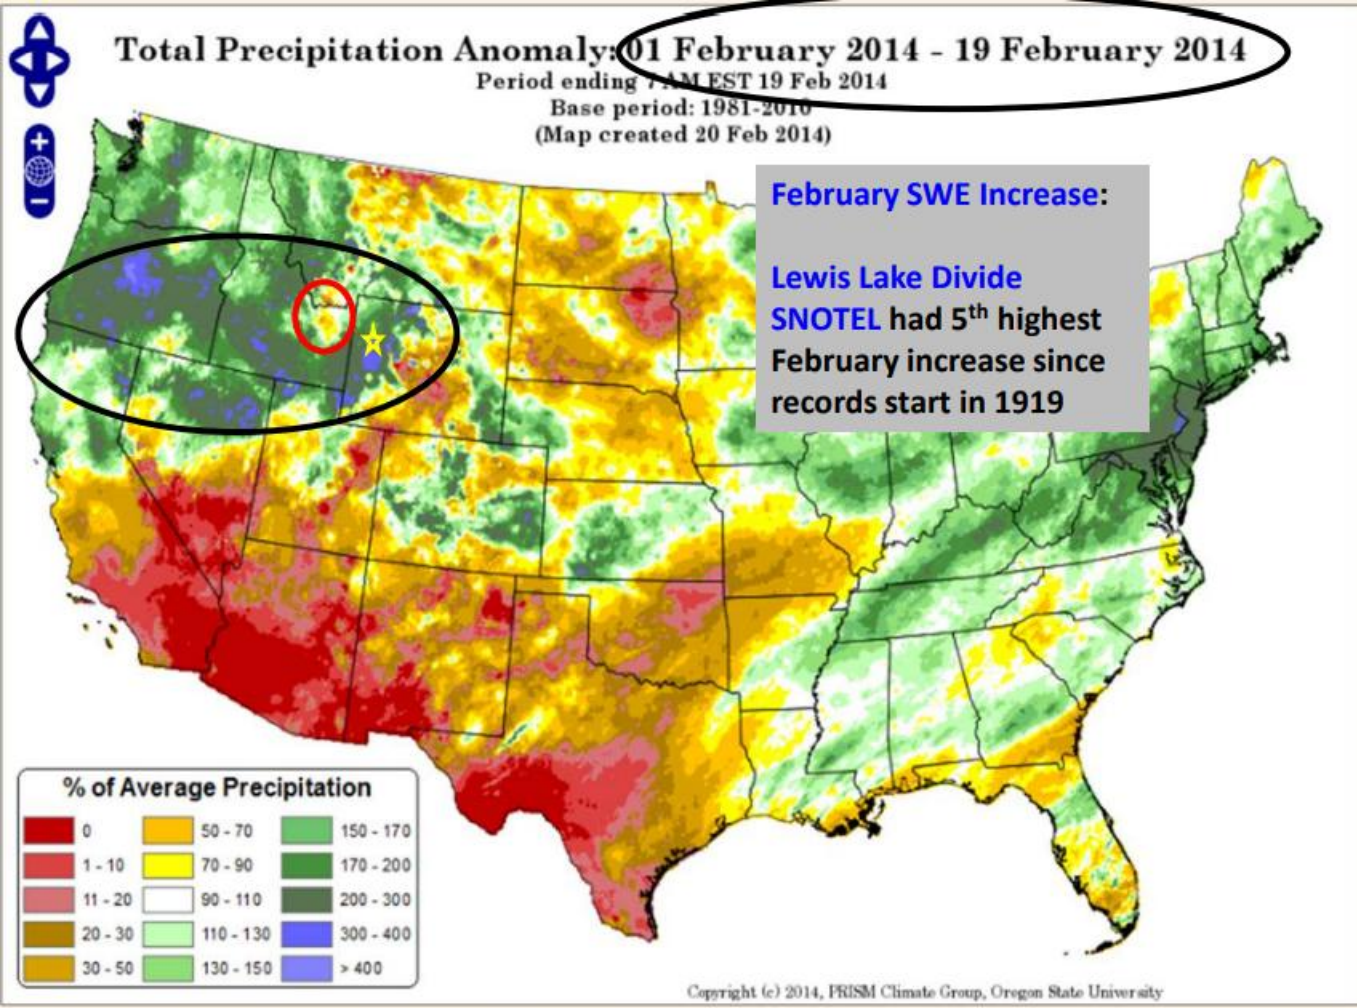 Total Precipitation Anomaly: 01 February 2014 - 19 February 2014
Period ending 7 AM EST 19 Feb 2014
Base period: 1981-2010
(Map created 20 Feb 2014)
February SWE Increase:
Lewis Lake Divide
SNOTEL had 5th highest
February increase since
records start in 1919
% of Average Precipitation
0 50 - 70 150 - 170
1 - 10 70 - 90 170 - 200
11 - 20 90 - 110 200 - 300
20 - 30 110 - 130 300 - 400
30 - 50 130 - 150 > 400
Copyright (c) 2014, PRISM Climate Group, Oregon State University